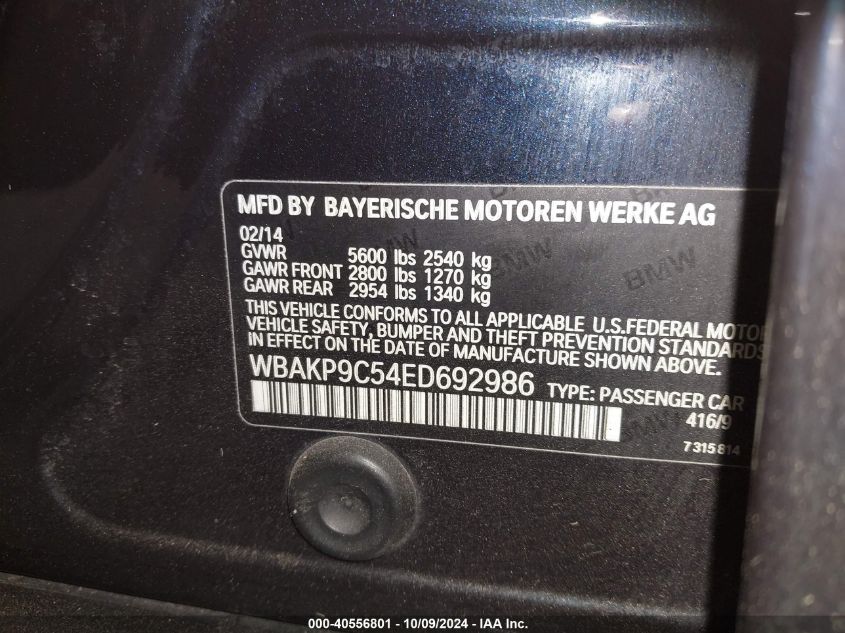 MFD BY BAYERISCHE MOTOREN WERKE AG
02/14
GVWR 5600 lbs 2540 kg
GAWR FRONT 2800 lbs 1270 kg
GAWR REAR 2954 lbs 1340 kg
THIS VEHICLE CONFORMS TO ALL APPLICABLE U.S.FEDERAL MOTOR
VEHICLE SAFETY, BUMPER AND THEFT PREVENTION STANDARDS
IN EFFECT ON THE DATE OF MANUFACTURE SHOWN ABOVE.
WBAKP9C54ED692986 TYPE: PASSENGER CAR
416/9
7315814
BMW
000-40556801 - 10/09/2024 - IAA Inc.